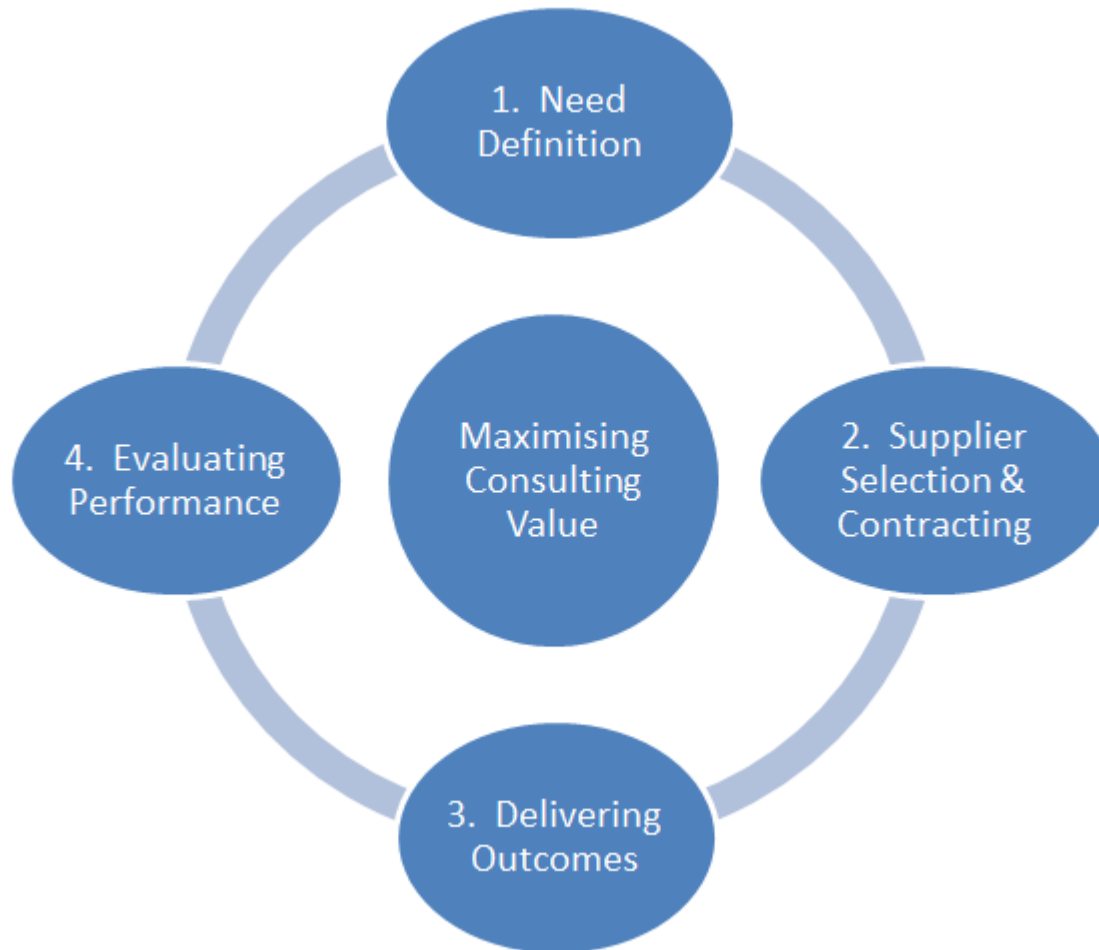 1. Need
Definition
Maximising
Consulting
Value
2. Supplier
Selection &
Contracting
3. Delivering
Outcomes
4. Evaluating
Performance